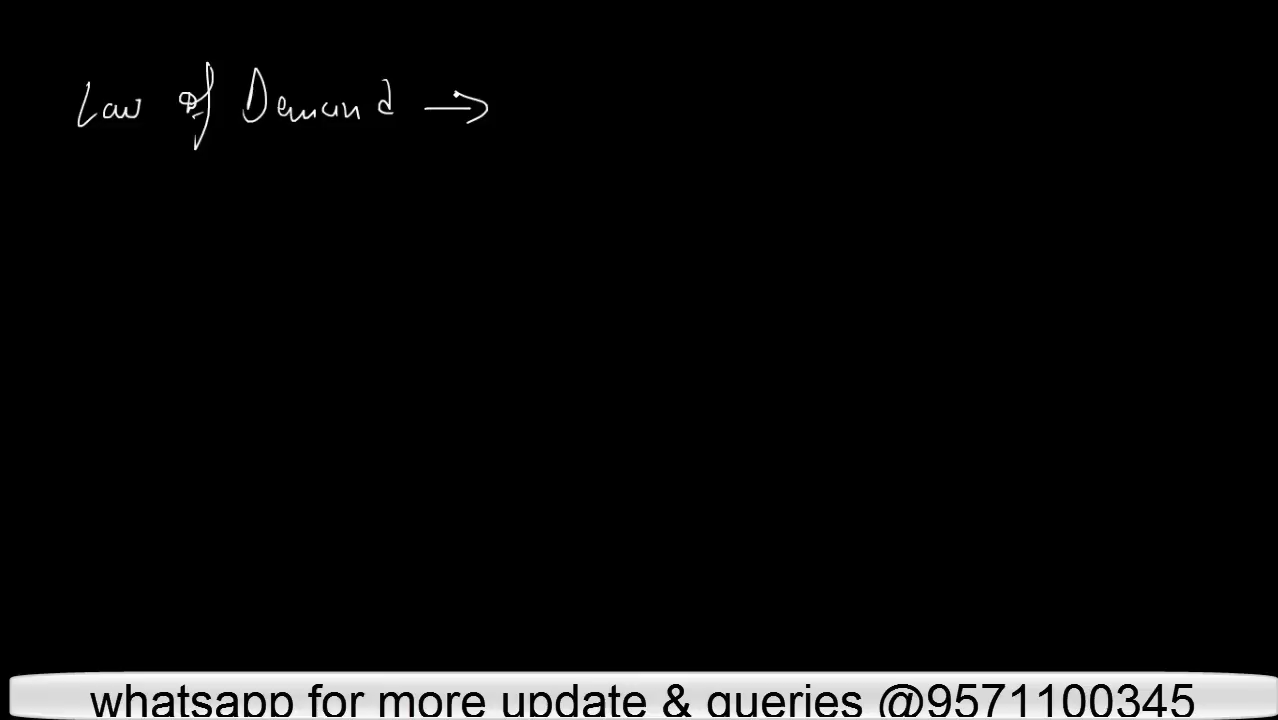 Law of Demand →
whatsapp for more update & queries @9571100345